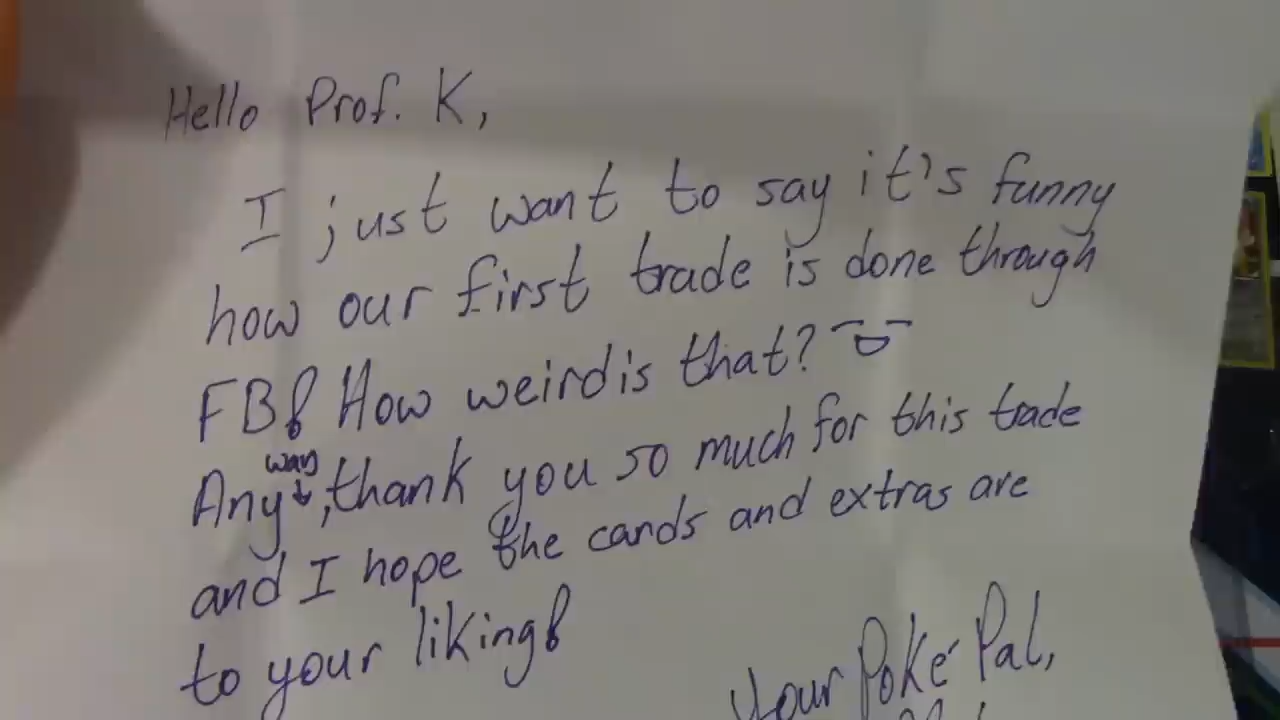 Hello Prof. K,
I just want to say it's funny
how our first trade is done through
FB! How weird is that?
Anyway, thank you so much for this trade
and I hope the cards and extras are
to your liking!
Your Poké Pal,